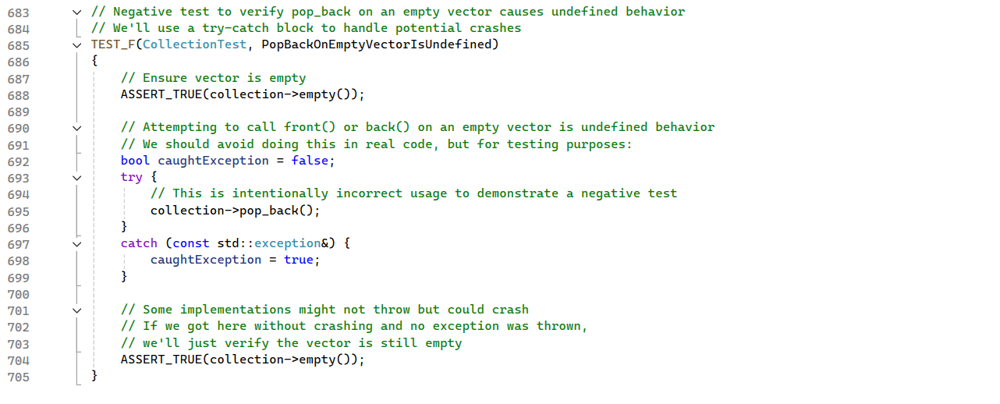 683 // Negative test to verify pop_back on an empty vector causes undefined behavior
684 // We'll use a try-catch block to handle potential crashes
685 TEST_F(CollectionTest, PopBackOnEmptyVectorIsUndefined)
686 {
687     // Ensure vector is empty
688     ASSERT_TRUE(collection->empty());
689
690     // Attempting to call front() or back() on an empty vector is undefined behavior
691     // We should avoid doing this in real code, but for testing purposes:
692     bool caughtException = false;
693     try {
694         // This is intentionally incorrect usage to demonstrate a negative test
695         collection->pop_back();
696     }
697     catch (const std::exception&) {
698         caughtException = true;
699     }
700
701     // Some implementations might not throw but could crash
702     // If we got here without crashing and no exception was thrown,
703     // we'll just verify the vector is still empty
704     ASSERT_TRUE(collection->empty());
705 }